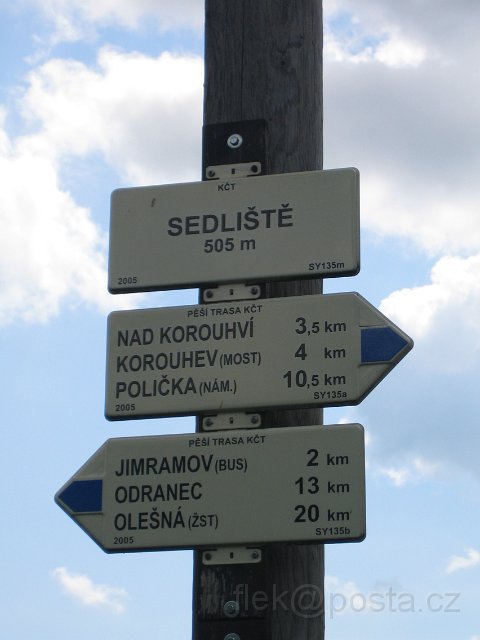 KČT
SEDLIŠTĚ
505 m
2005 SY135m
PĚŠÍ TRASA KČT
NAD KOROUHVÍ 3,5 km
KOROUHEV (MOST) 4 km
POLIČKA (NÁM.) 10,5 km
2005 SY135a
PĚŠÍ TRASA KČT
JIMRAMOV (BUS) 2 km
ODRANEC 13 km
OLEŠNÁ (ŽST) 20 km
2005 SY135b
flek@posta.cz